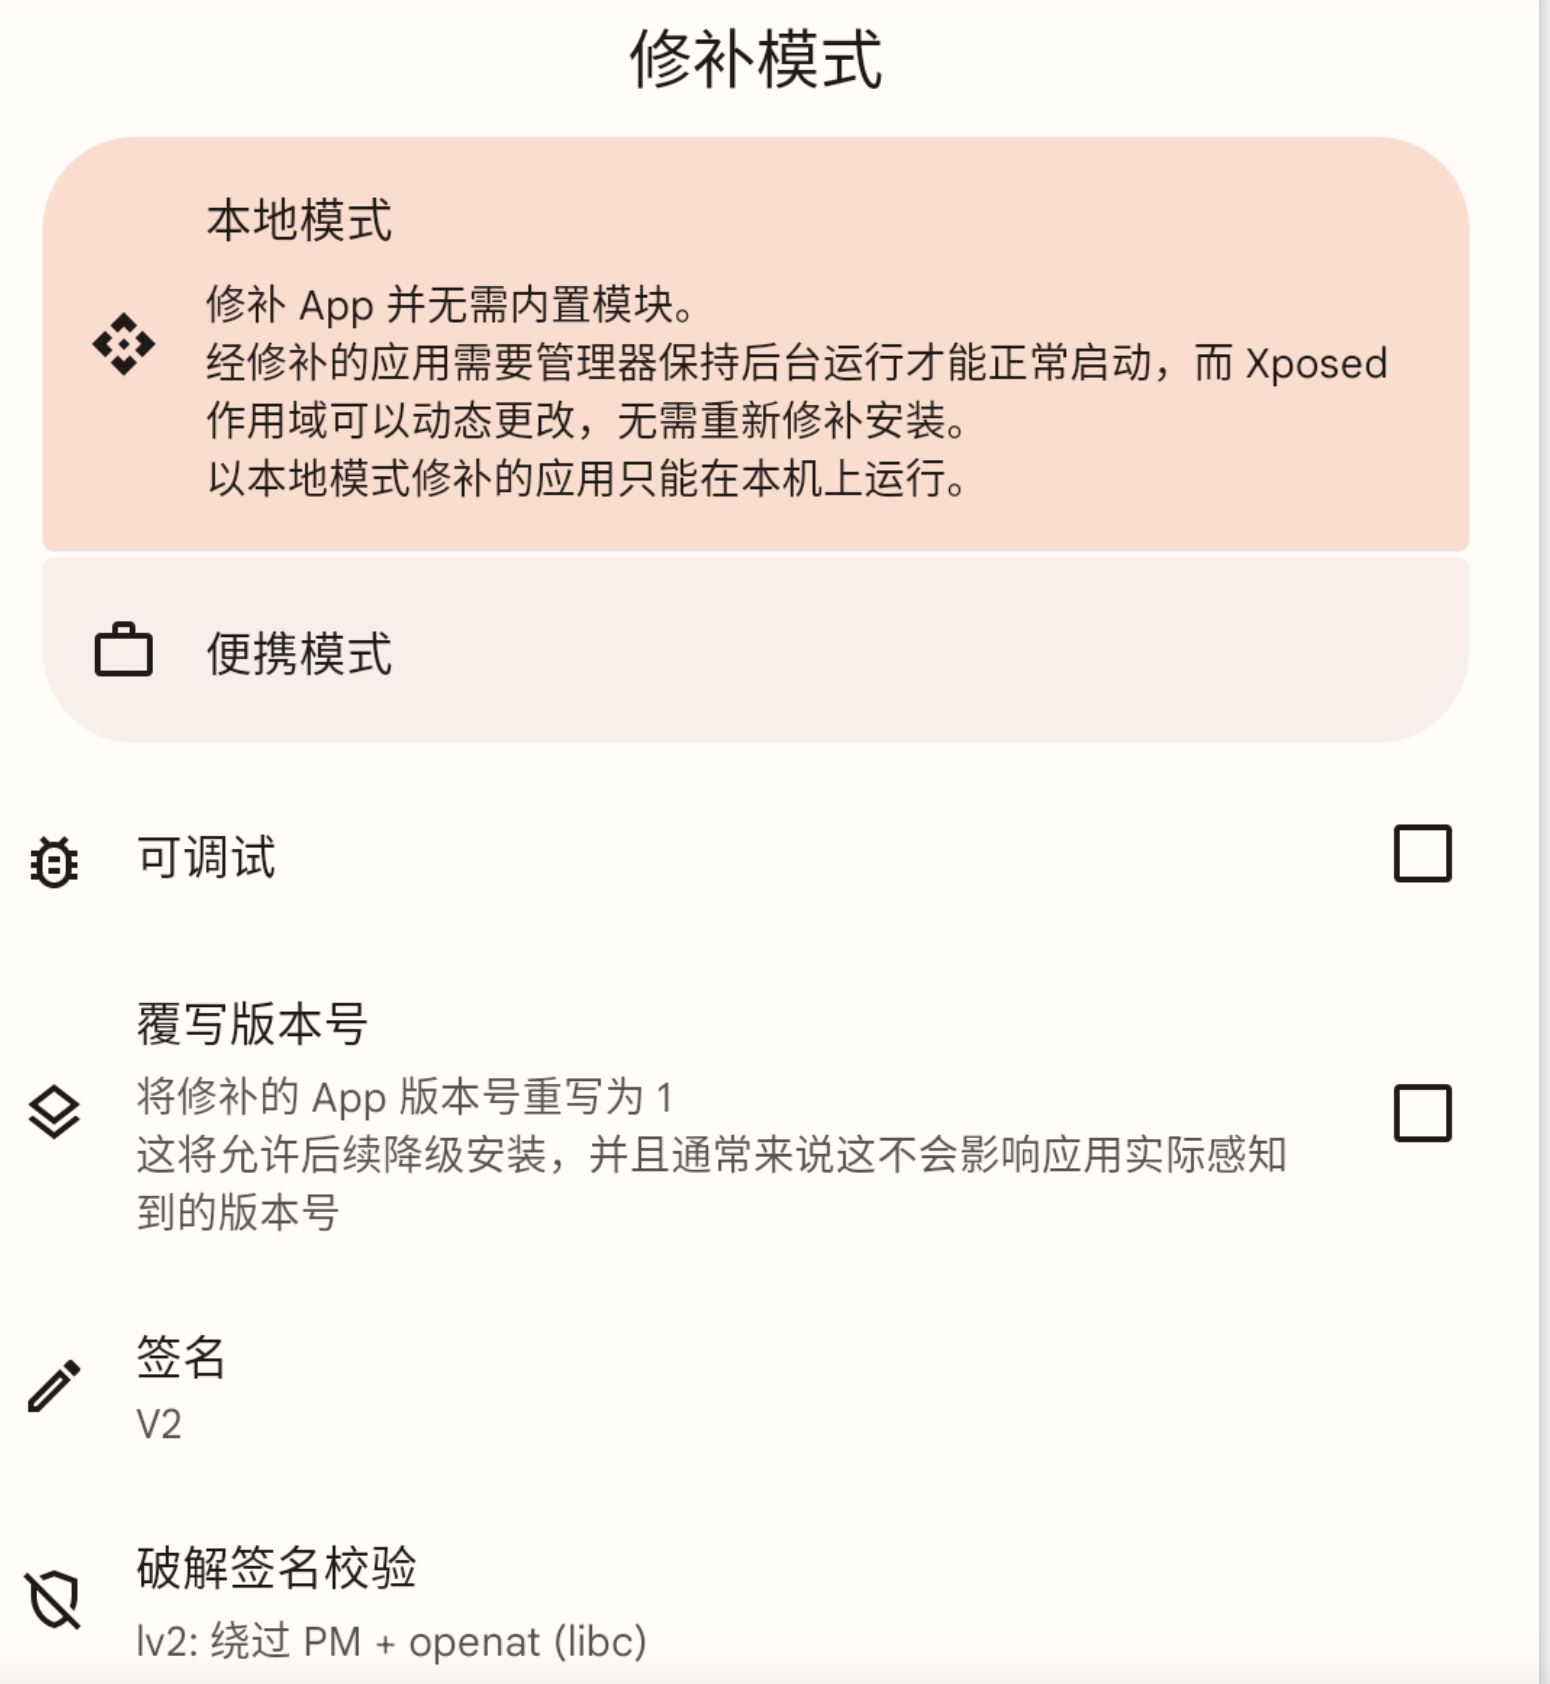 修补模式
本地模式
修补 App 并无需内置模块。
经修补的应用需要管理器保持后台运行才能正常启动，而 Xposed
作用域可以动态更改，无需重新修补安装。
以本地模式修补的应用只能在本机上运行。
便携模式
可调试
覆写版本号
将修补的 App 版本号重写为 1
这将允许后续降级安装，并且通常来说这不会影响应用实际感知
到的版本号
签名
V2
破解签名校验
lv2: 绕过 PM + openat (libc)